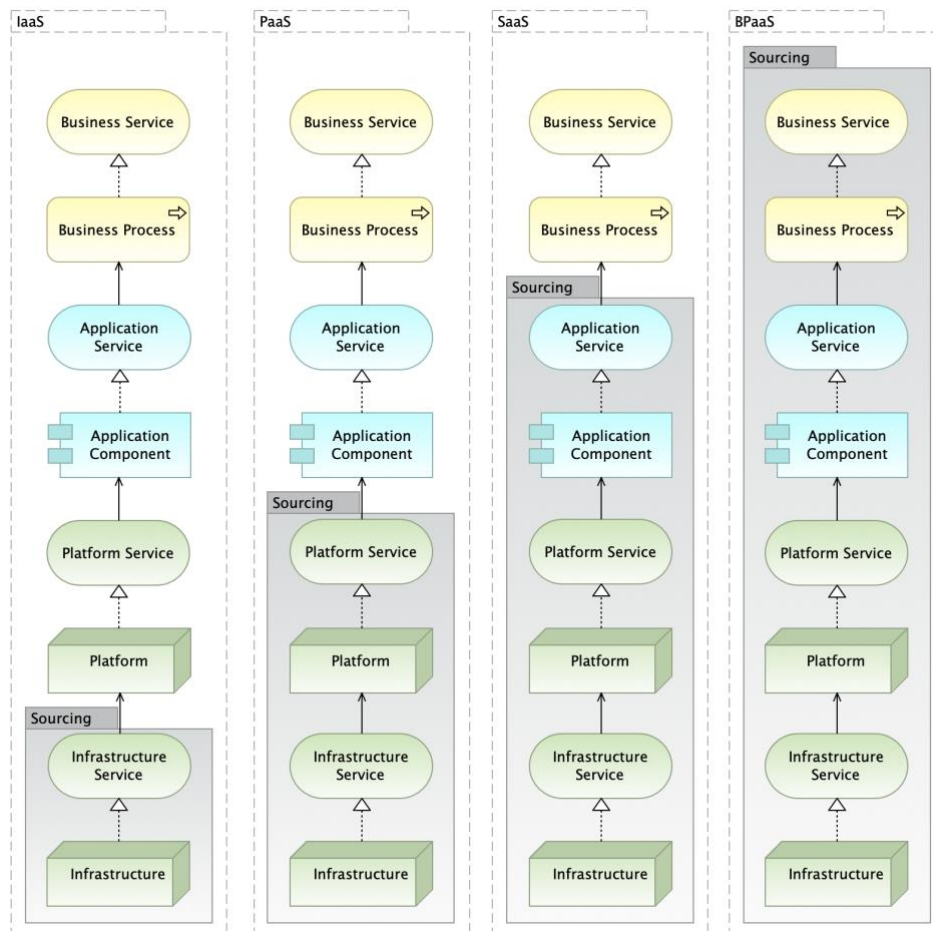 IaaS
Business Service
Business Process
Application
Service
Application
Component
Platform Service
Platform
Sourcing
Infrastructure
Service
Infrastructure
PaaS
Business Service
Business Process
Application
Service
Application
Component
Sourcing
Platform Service
Platform
Infrastructure
Service
Infrastructure
SaaS
Business Service
Business Process
Sourcing
Application
Service
Application
Component
Platform Service
Platform
Infrastructure
Service
Infrastructure
BPaaS
Sourcing
Business Service
Business Process
Application
Service
Application
Component
Platform Service
Platform
Infrastructure
Service
Infrastructure